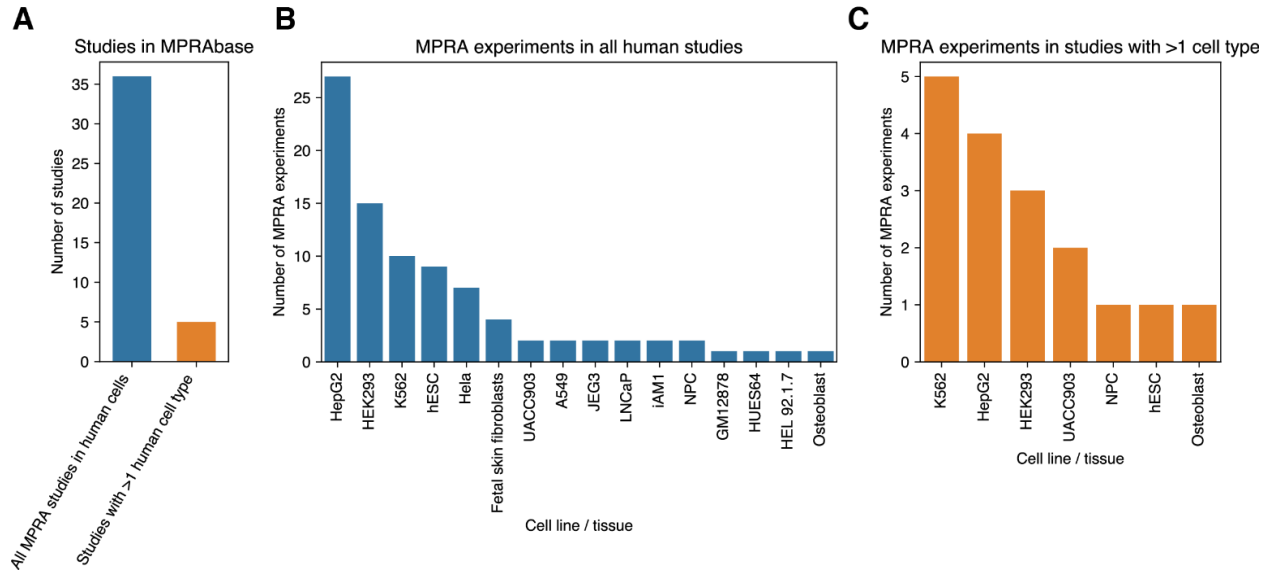 A
Studies in MPRAbase
Number of studies
35
30
25
20
15
10
5
0
All MPRA studies in human cells
Studies with >1 human cell type
B
MPRA experiments in all human studies
Number of MPRA experiments
25
20
15
10
5
0
HepG2
HEK293
K562
hESC
Hela
Fetal skin fibroblasts
UACC903
A549
JEG3
LNCaP
iAM1
NPC
GM12878
HUES64
HEL 92.1.7
Osteoblast
Cell line / tissue
C
MPRA experiments in studies with >1 cell type
Number of MPRA experiments
5
4
3
2
1
0
K562
HepG2
HEK293
UACC903
NPC
hESC
Osteoblast
Cell line / tissue